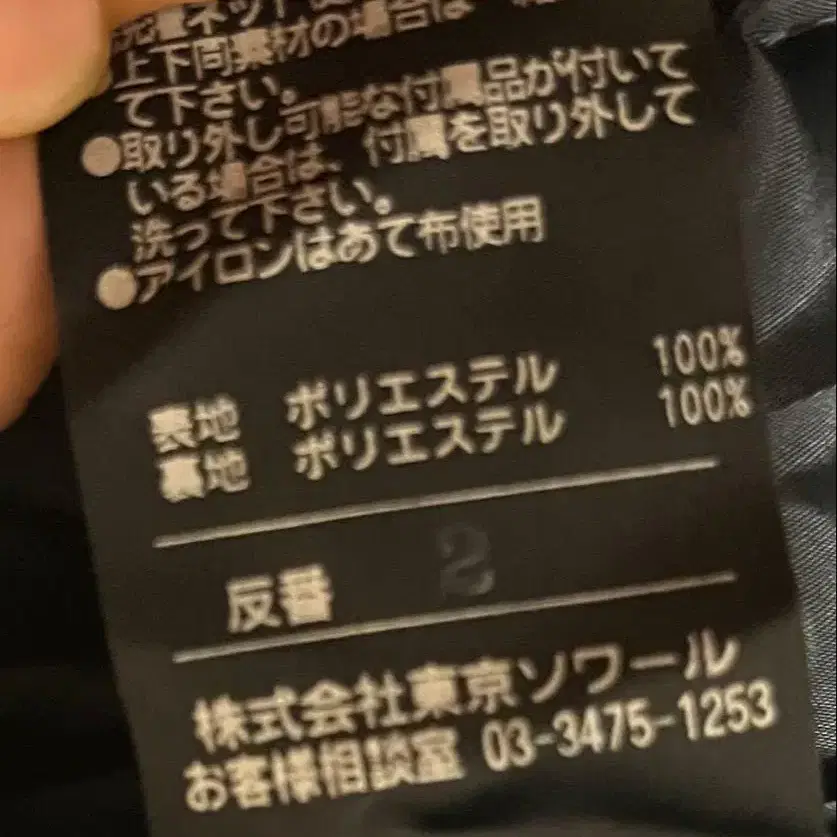 洗濯ネット
上下同素材の場合は
て下さい。
●取り外し可能な付属品が付いて
いる場合は、付属を取り外して
洗って下さい。
●アイロンはあて布使用
表地 ポリエステル 100%
裏地 ポリエステル 100%
反番 2
株式会社東京ソワール
お客様相談室 03-3475-1253